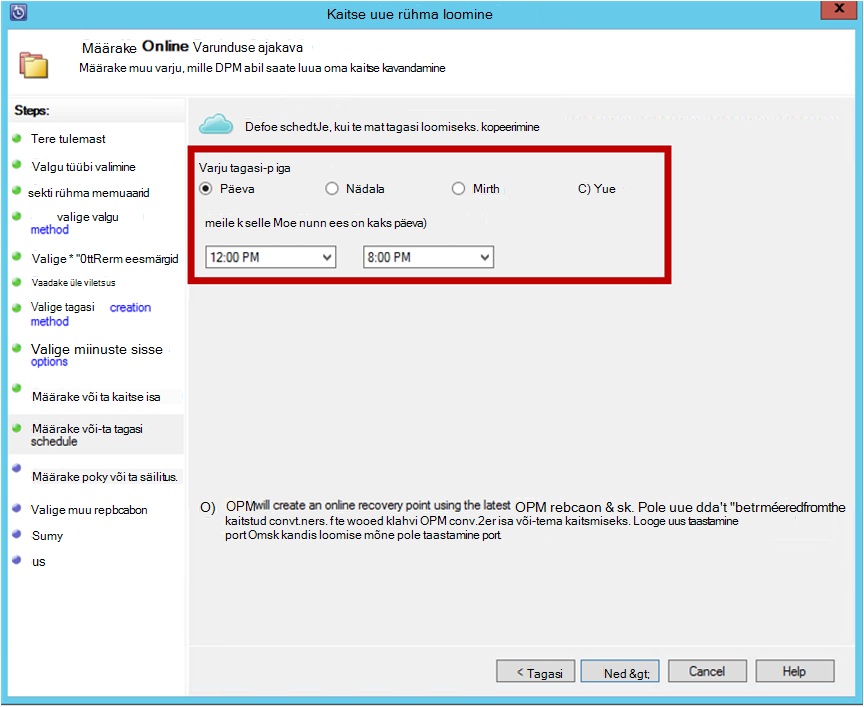 Kaitse uue rühma loomine
X
Määrake Online Varunduse ajakava
Määrake muu varju, mille DPM abil saate luua oma kaitse kavandamine
Steps:
Tere tulemast
Valgu tüübi valimine
sekti rühma memuaarid
valige valgu
method
Valige * "0ttRerm eesmärgid
Vaadake üle viletsus
Valige tagasi creation
method
Valige miinuste sisse
options
Määrake või ta kaitse isa
Määrake või-ta tagasi
schedule
Määrake poky või ta säilitus.
Valige muu repbcabon
Sumy
us
Defoe schedtJe, kui te mat tagasi loomiseks. kopeerimine
Varju tagasi-p iga
Päeva Nädala Mirth C) Yue
meile k selle Moe nunn ees on kaks päeva)
12:00 PM 8:00 PM
O) OPMwill create an online recovery point using the latest OPM rebcaon & sk. Pole uue dda't "betrméeredfromthe
kaitstud convt.ners. fte wooed klahvi OPM conv.2er isa või-tema kaitsmiseks. Looge uus taastamine
port Omsk kandis loomise mõne pole taastamine port.
< Tagasi Ned &gt; Cancel Help